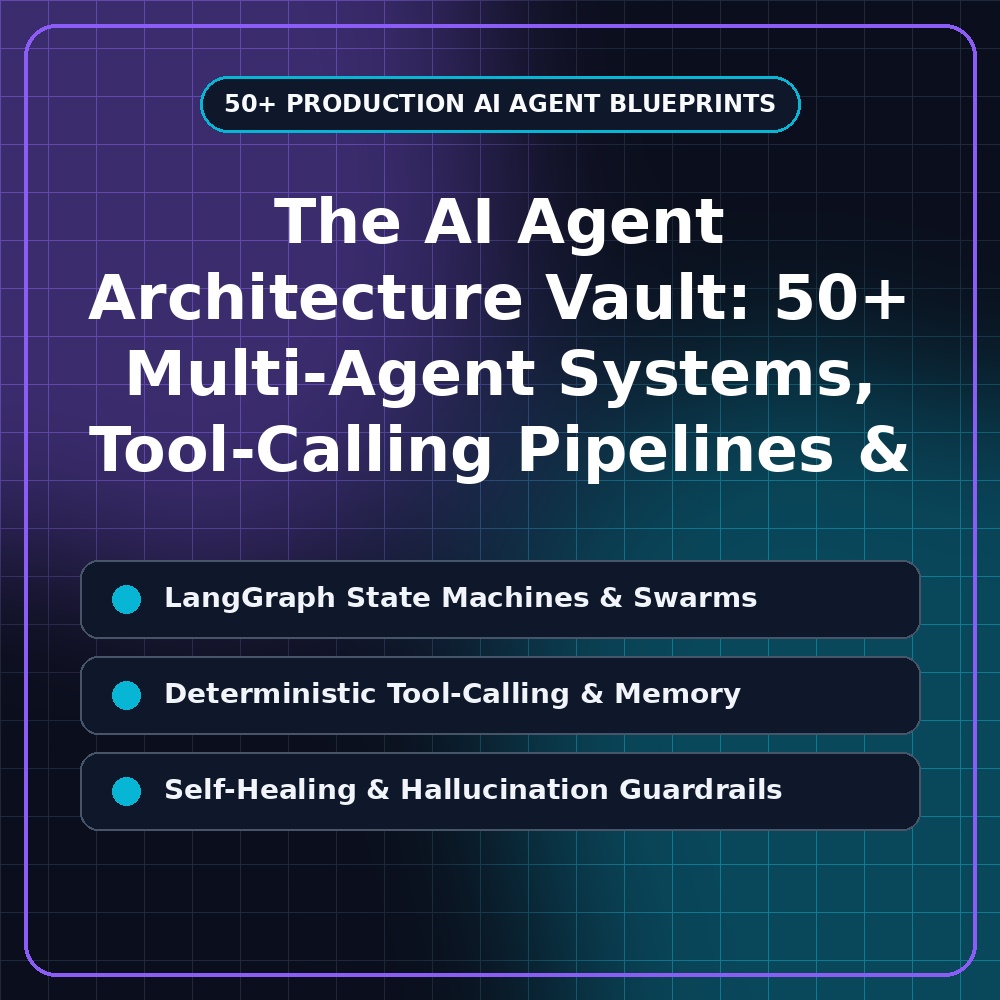 50+ PRODUCTION AI AGENT BLUEPRINTS
The AI Agent
Architecture Vault: 50+
Multi-Agent Systems,
Tool-Calling Pipelines &
LangGraph State Machines & Swarms
Deterministic Tool-Calling & Memory
Self-Healing & Hallucination Guardrails